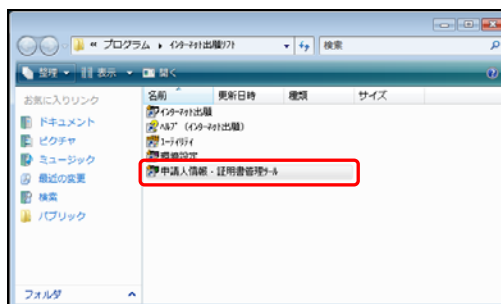 « プログラム ▸ ｲﾝﾀｰﾈｯﾄ出願ｿﾌﾄ
検索
整理 表示 開く
お気に入りリンク
ドキュメント
ピクチャ
ミュージック
最近の変更
検索
パブリック
フォルダ
名前 更新日時 種類 サイズ
ｲﾝﾀｰﾈｯﾄ出願
ﾍﾙﾌﾟ (ｲﾝﾀｰﾈｯﾄ出願)
ﾕｰﾃｨﾘﾃｨ
環境設定
申請人情報・証明書管理ﾂｰﾙ